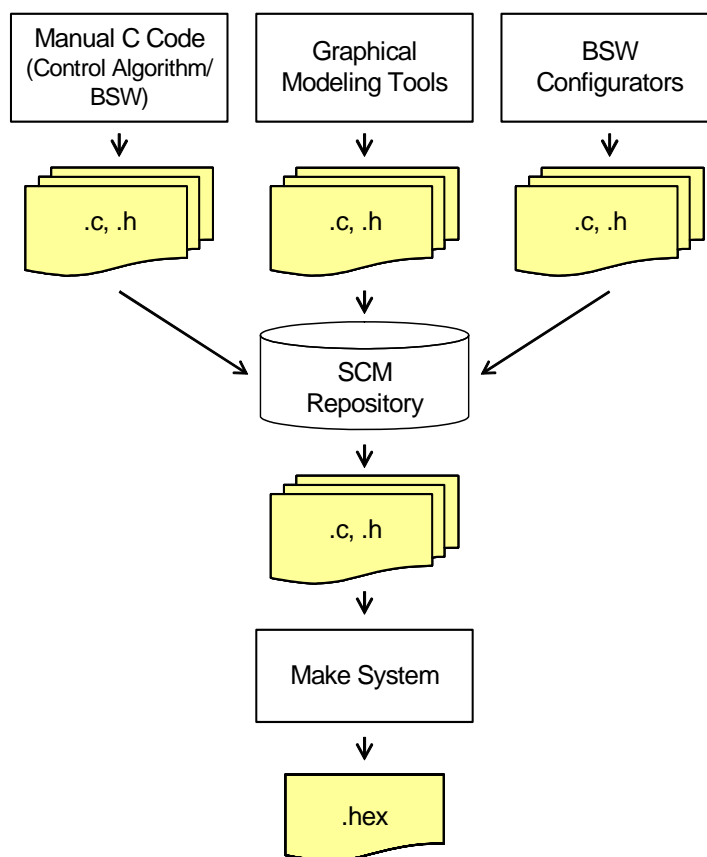 Manual C Code
(Control Algorithm/
BSW)
Graphical
Modeling Tools
BSW
Configurators
.c, .h
.c, .h
.c, .h
SCM
Repository
.c, .h
Make System
.hex